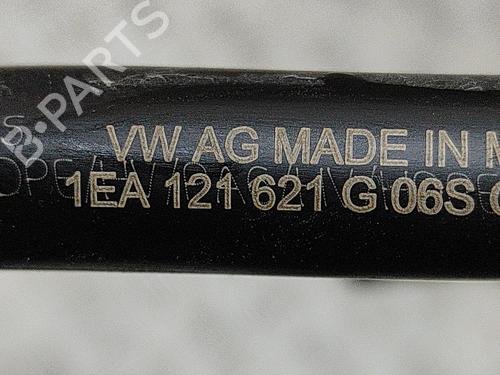 B-PARTS
VW AG MADE IN M
1EA 121 621 G 06S